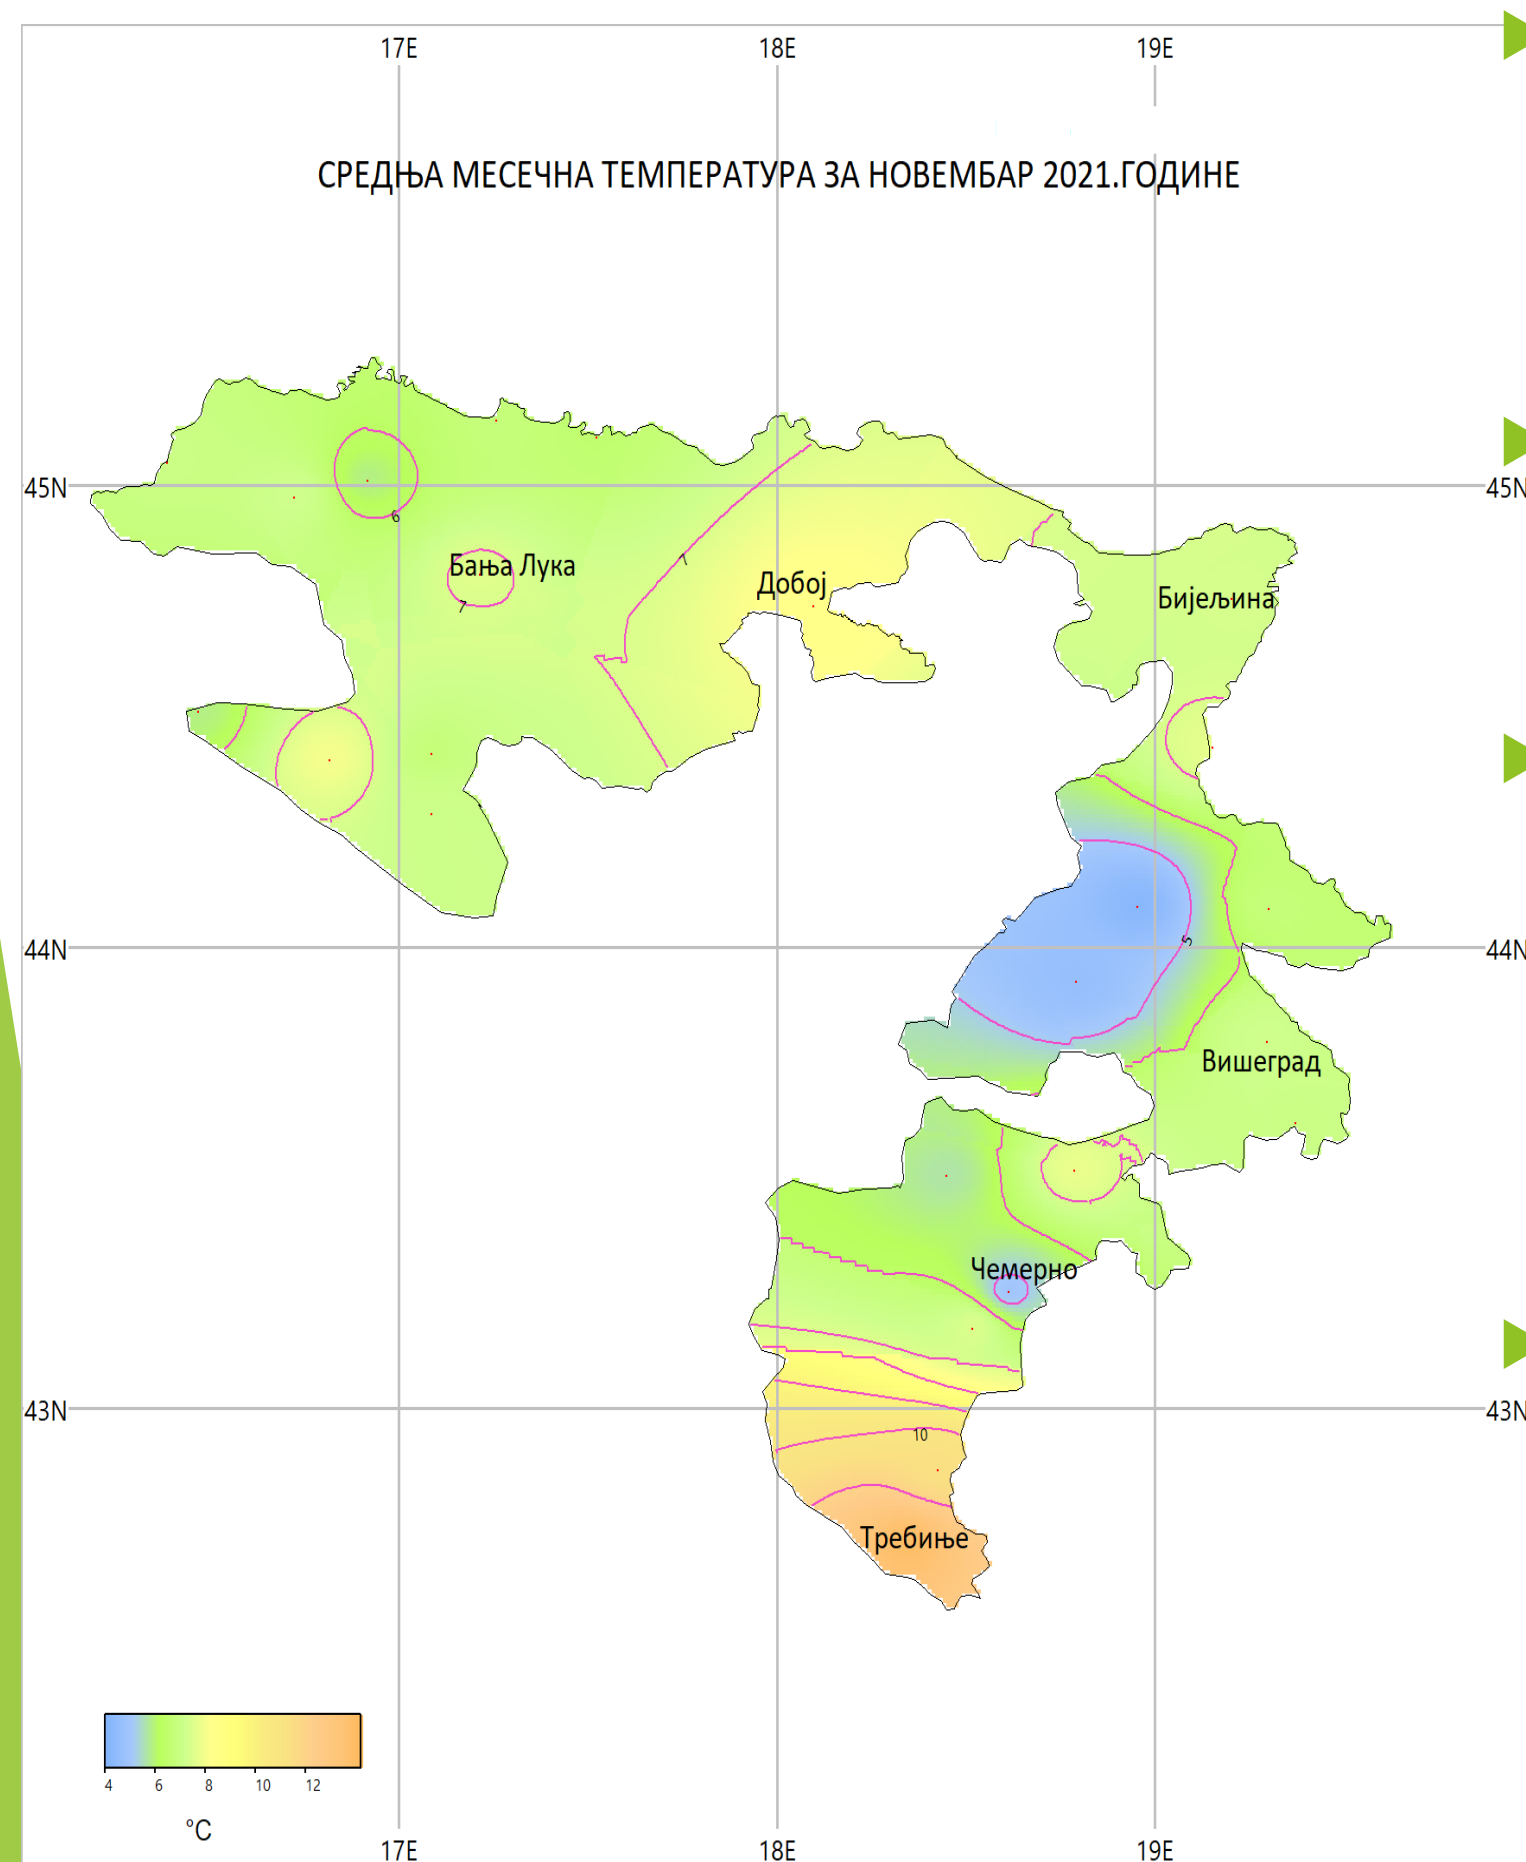 17E 18E 19E
СРЕДЊА МЕСЕЧНА ТЕМПЕРАТУРА ЗА НОВЕМБАР 2021.ГОДИНЕ
45N 45N
6
Бања Лука
7
7
Добој
Бијељина
44N 44N
5
Вишеград
Чемерно
43N 43N
10
Требиње
4 6 8 10 12
°C
17E 18E 19E